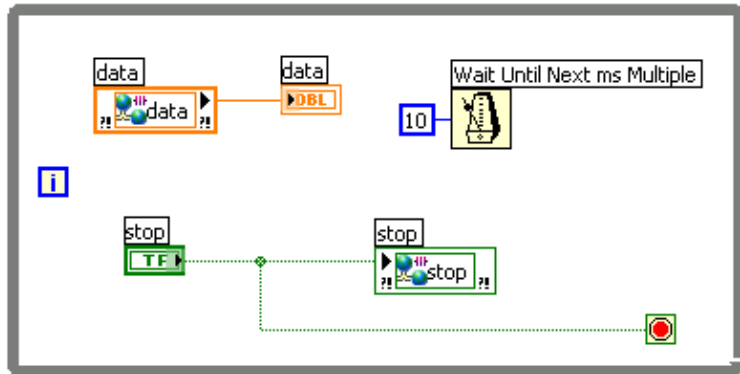 data
data
Wait Until Next ms Multiple
?! data ?!
DBL
10
i
stop
stop
TF
?! stop ?!